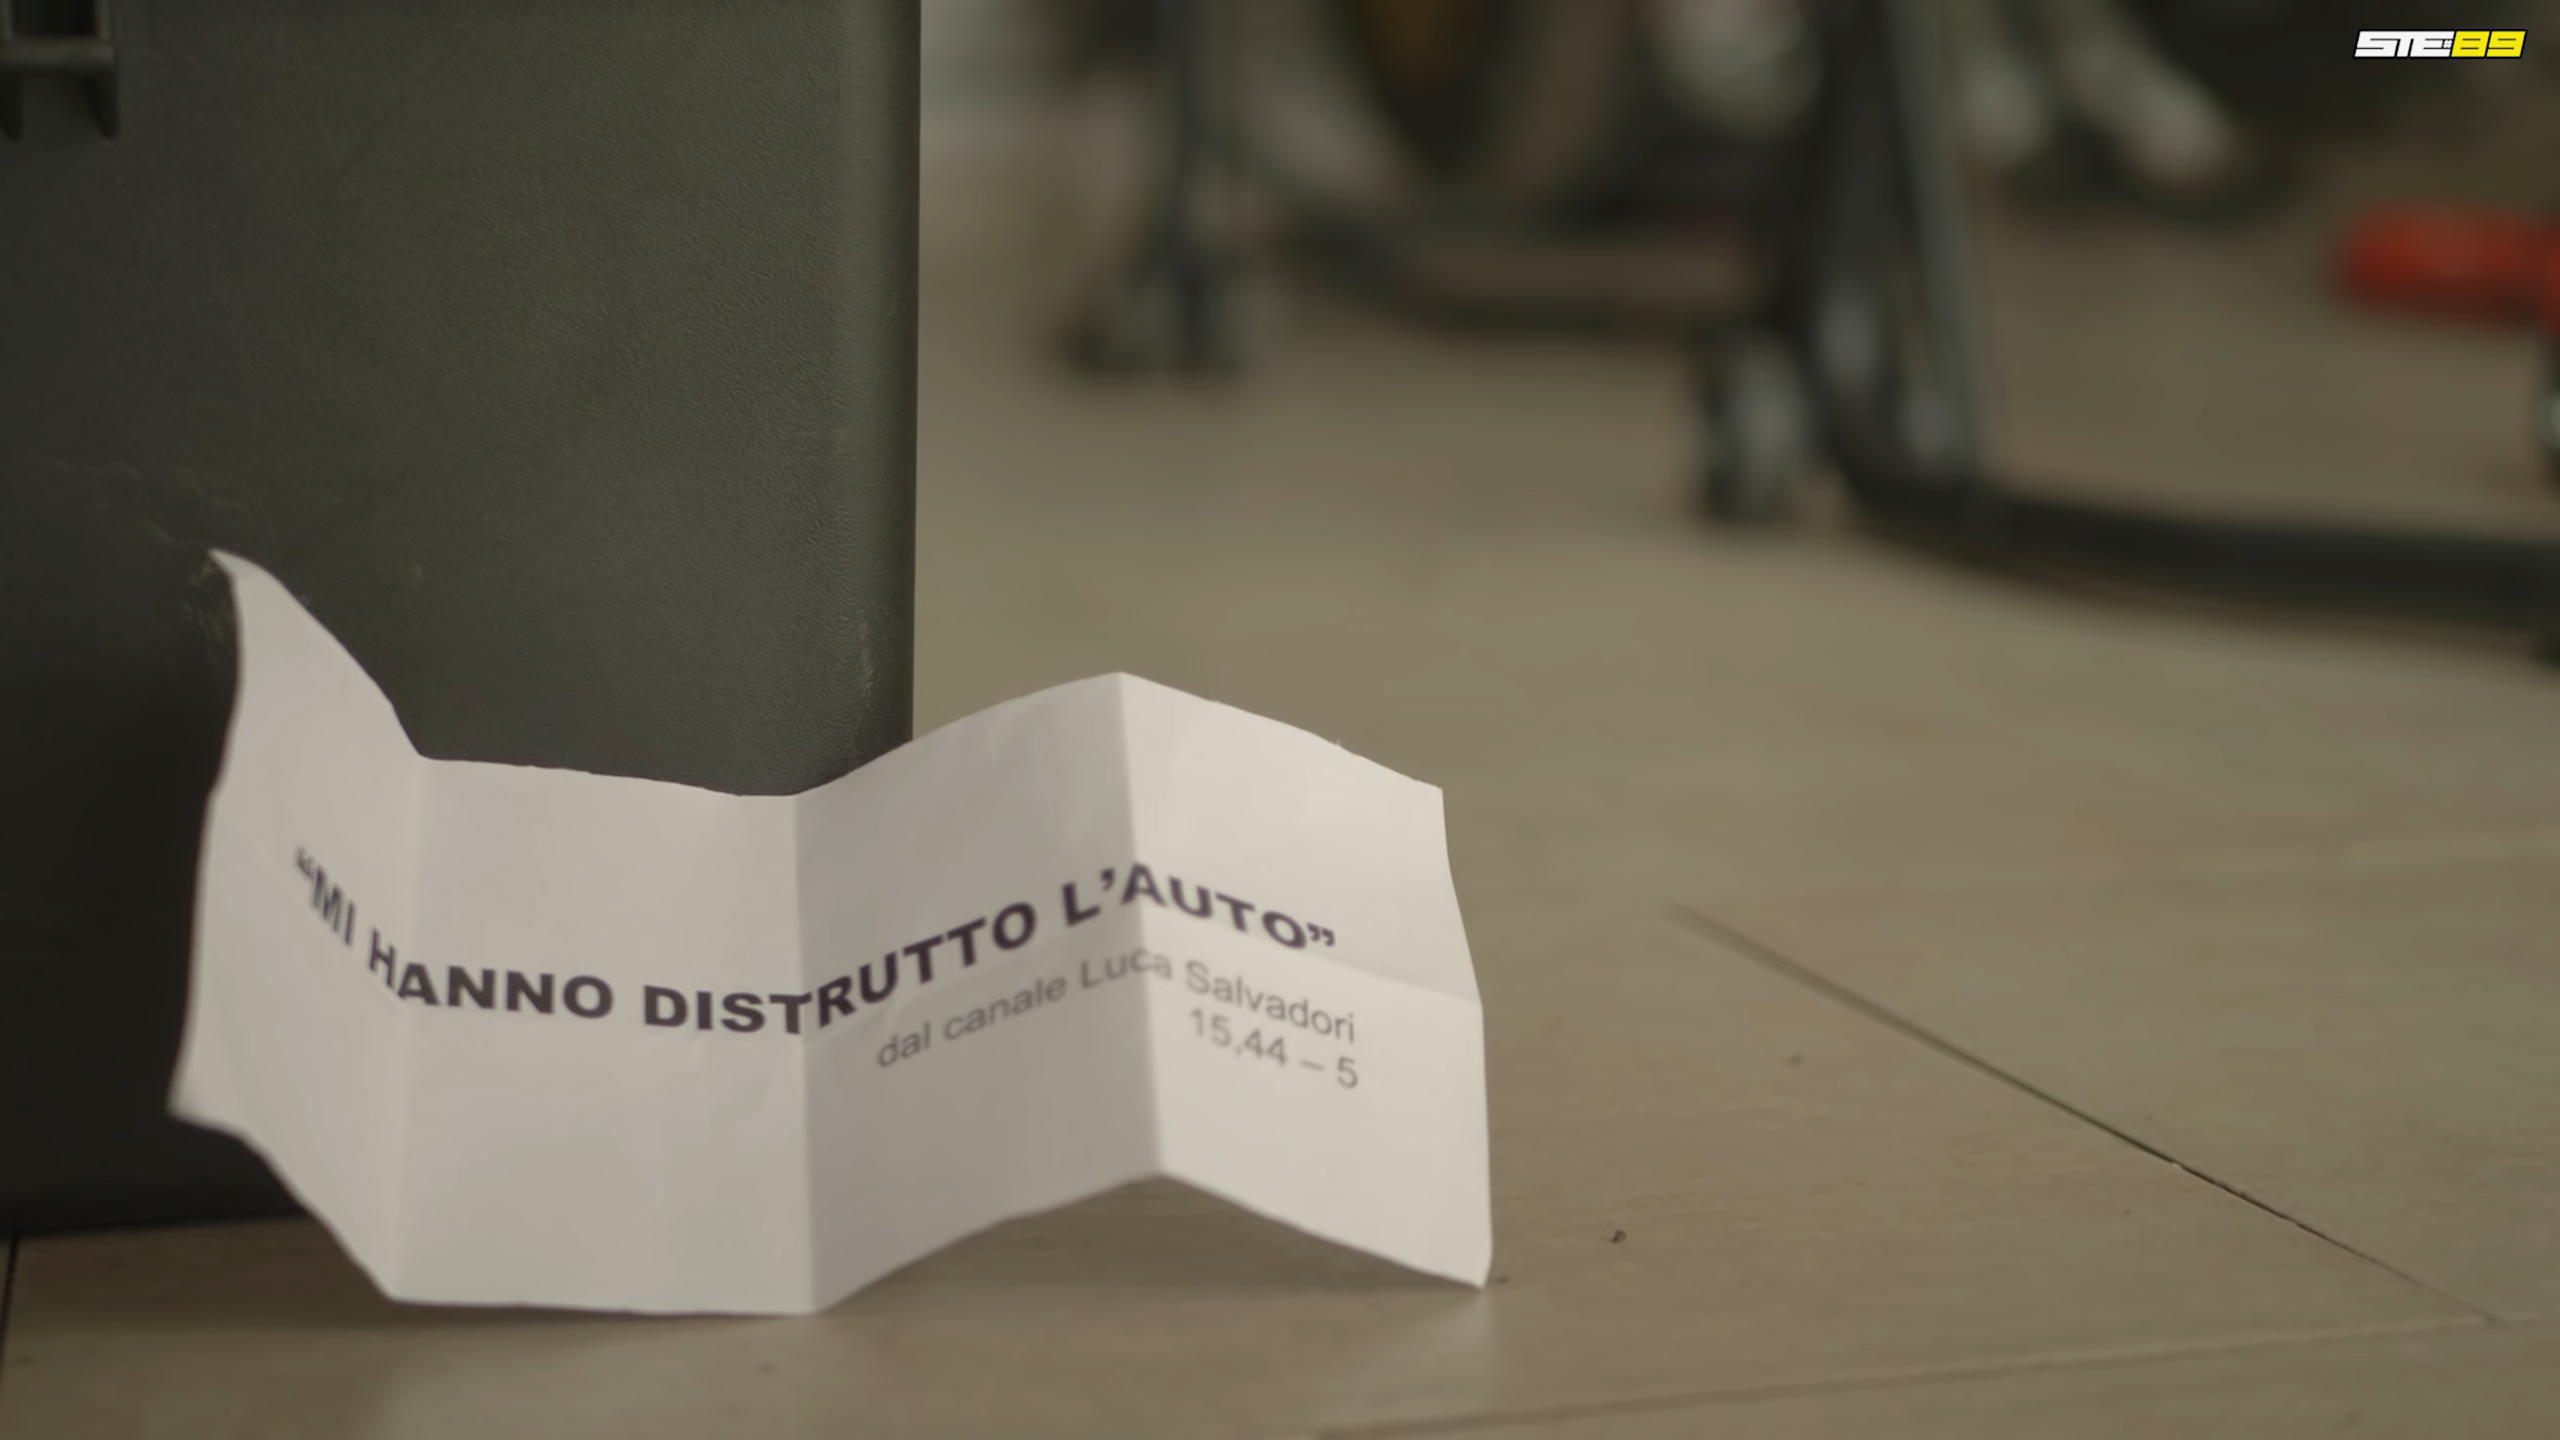 STE89
“MI HANNO DISTRUTTO L’AUTO”
dal canale Luca Salvadori
15,44 – 5